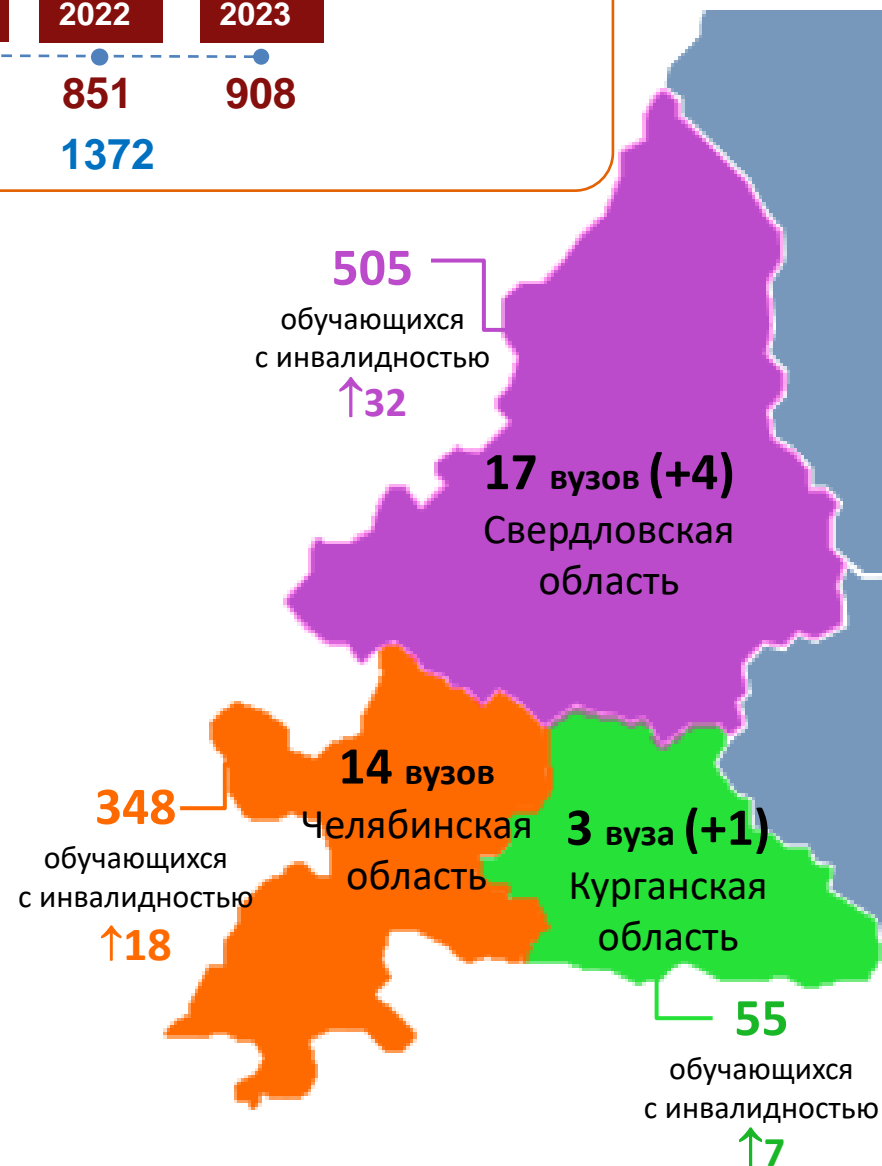 2022 2023
851 908
1372
505
обучающихся
с инвалидностью
↑32
17 вузов (+4)
Свердловская
область
14 вузов
Челябинская
область
348
обучающихся
с инвалидностью
↑18
3 вуза (+1)
Курганская
область
55
обучающихся
с инвалидностью
↑7